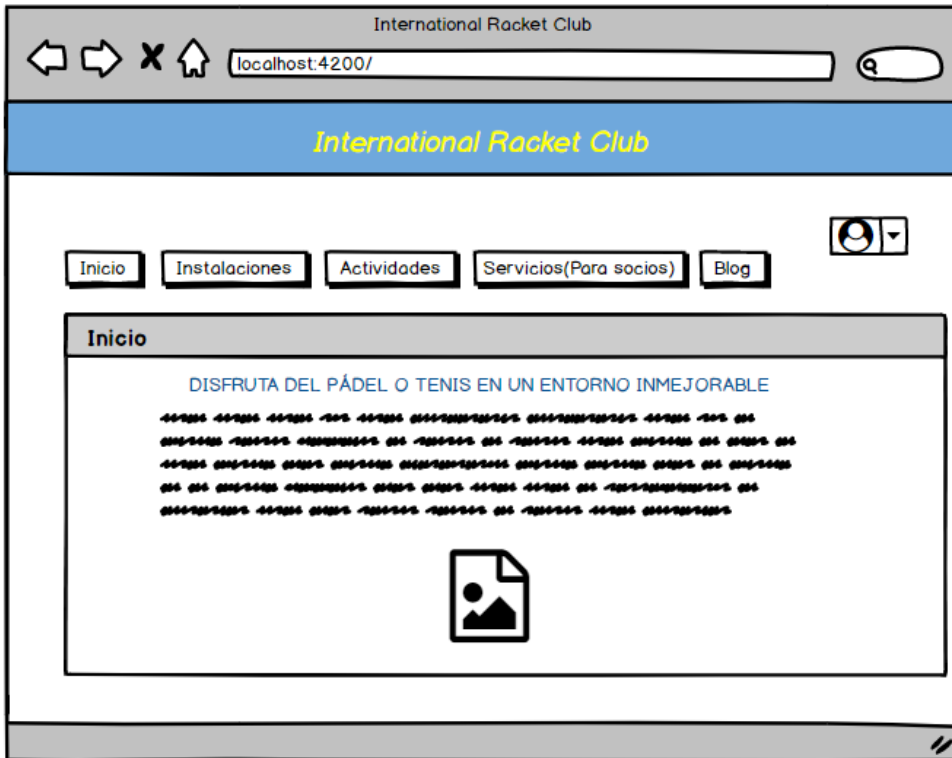 International Racket Club
localhost:4200/
International Racket Club
Inicio Instalaciones Actividades Servicios(Para socios) Blog
Inicio
DISFRUTA DEL PÁDEL O TENIS EN UN ENTORNO INMEJORABLE